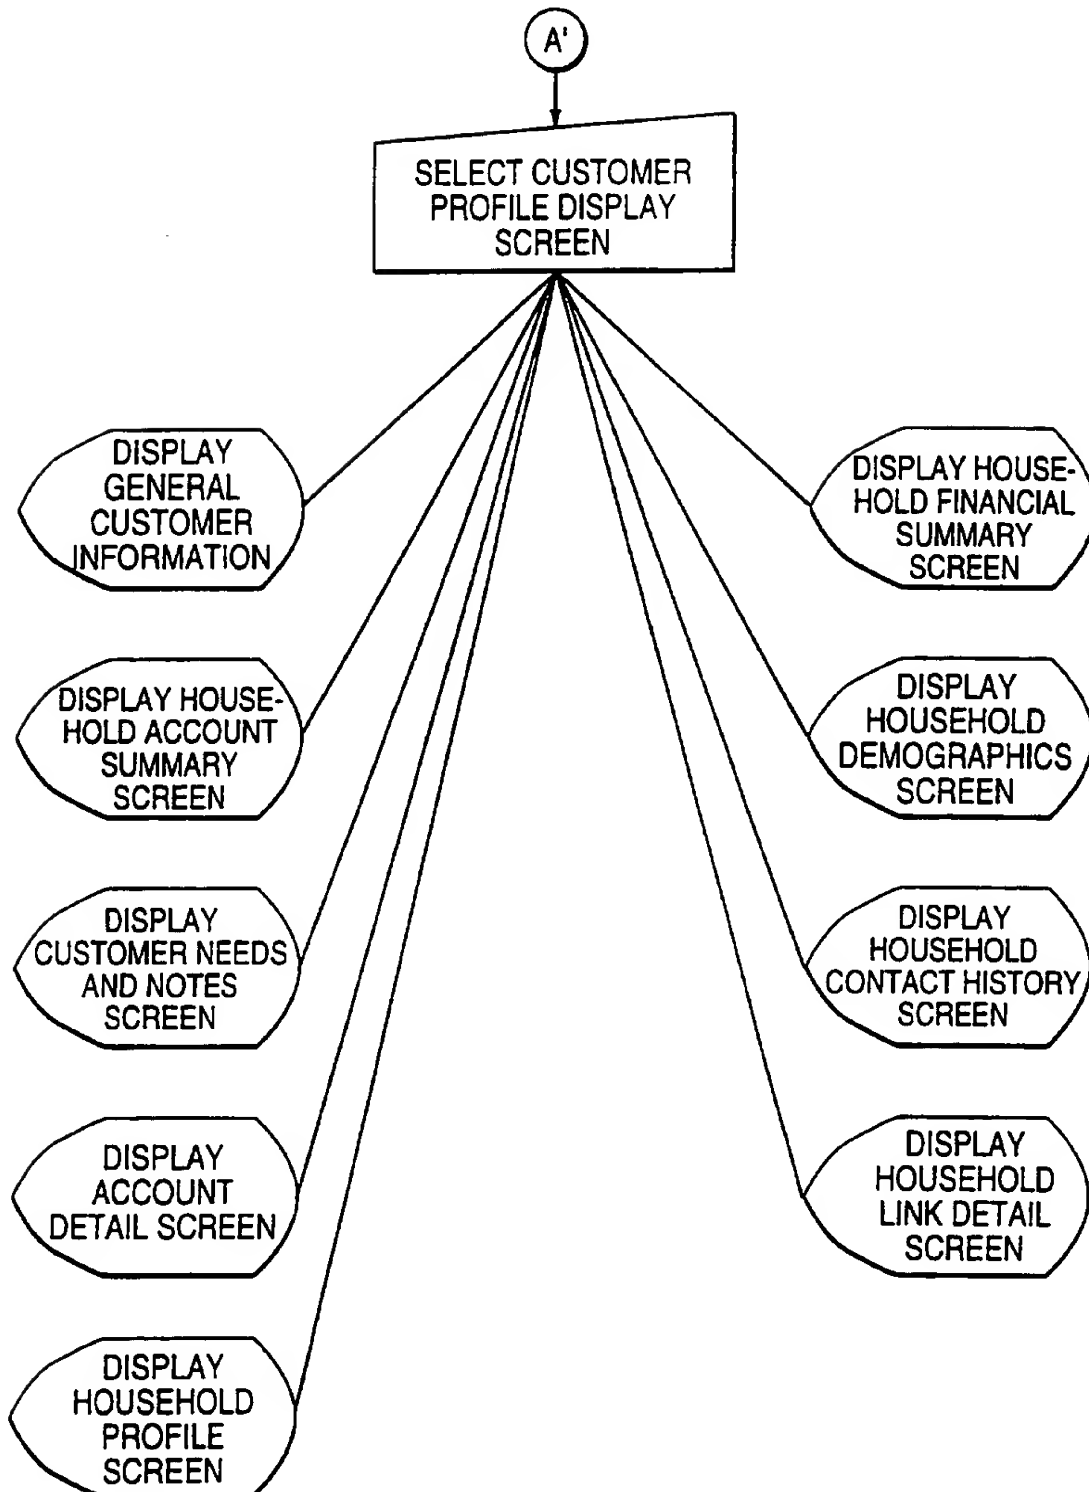 A'
SELECT CUSTOMER
PROFILE DISPLAY
SCREEN
DISPLAY
GENERAL
CUSTOMER
INFORMATION
DISPLAY HOUSE-
HOLD FINANCIAL
SUMMARY
SCREEN
DISPLAY HOUSE-
HOLD ACCOUNT
SUMMARY
SCREEN
DISPLAY
HOUSEHOLD
DEMOGRAPHICS
SCREEN
DISPLAY
CUSTOMER NEEDS
AND NOTES
SCREEN
DISPLAY
HOUSEHOLD
CONTACT HISTORY
SCREEN
DISPLAY
ACCOUNT
DETAIL SCREEN
DISPLAY
HOUSEHOLD
LINK DETAIL
SCREEN
DISPLAY
HOUSEHOLD
PROFILE
SCREEN